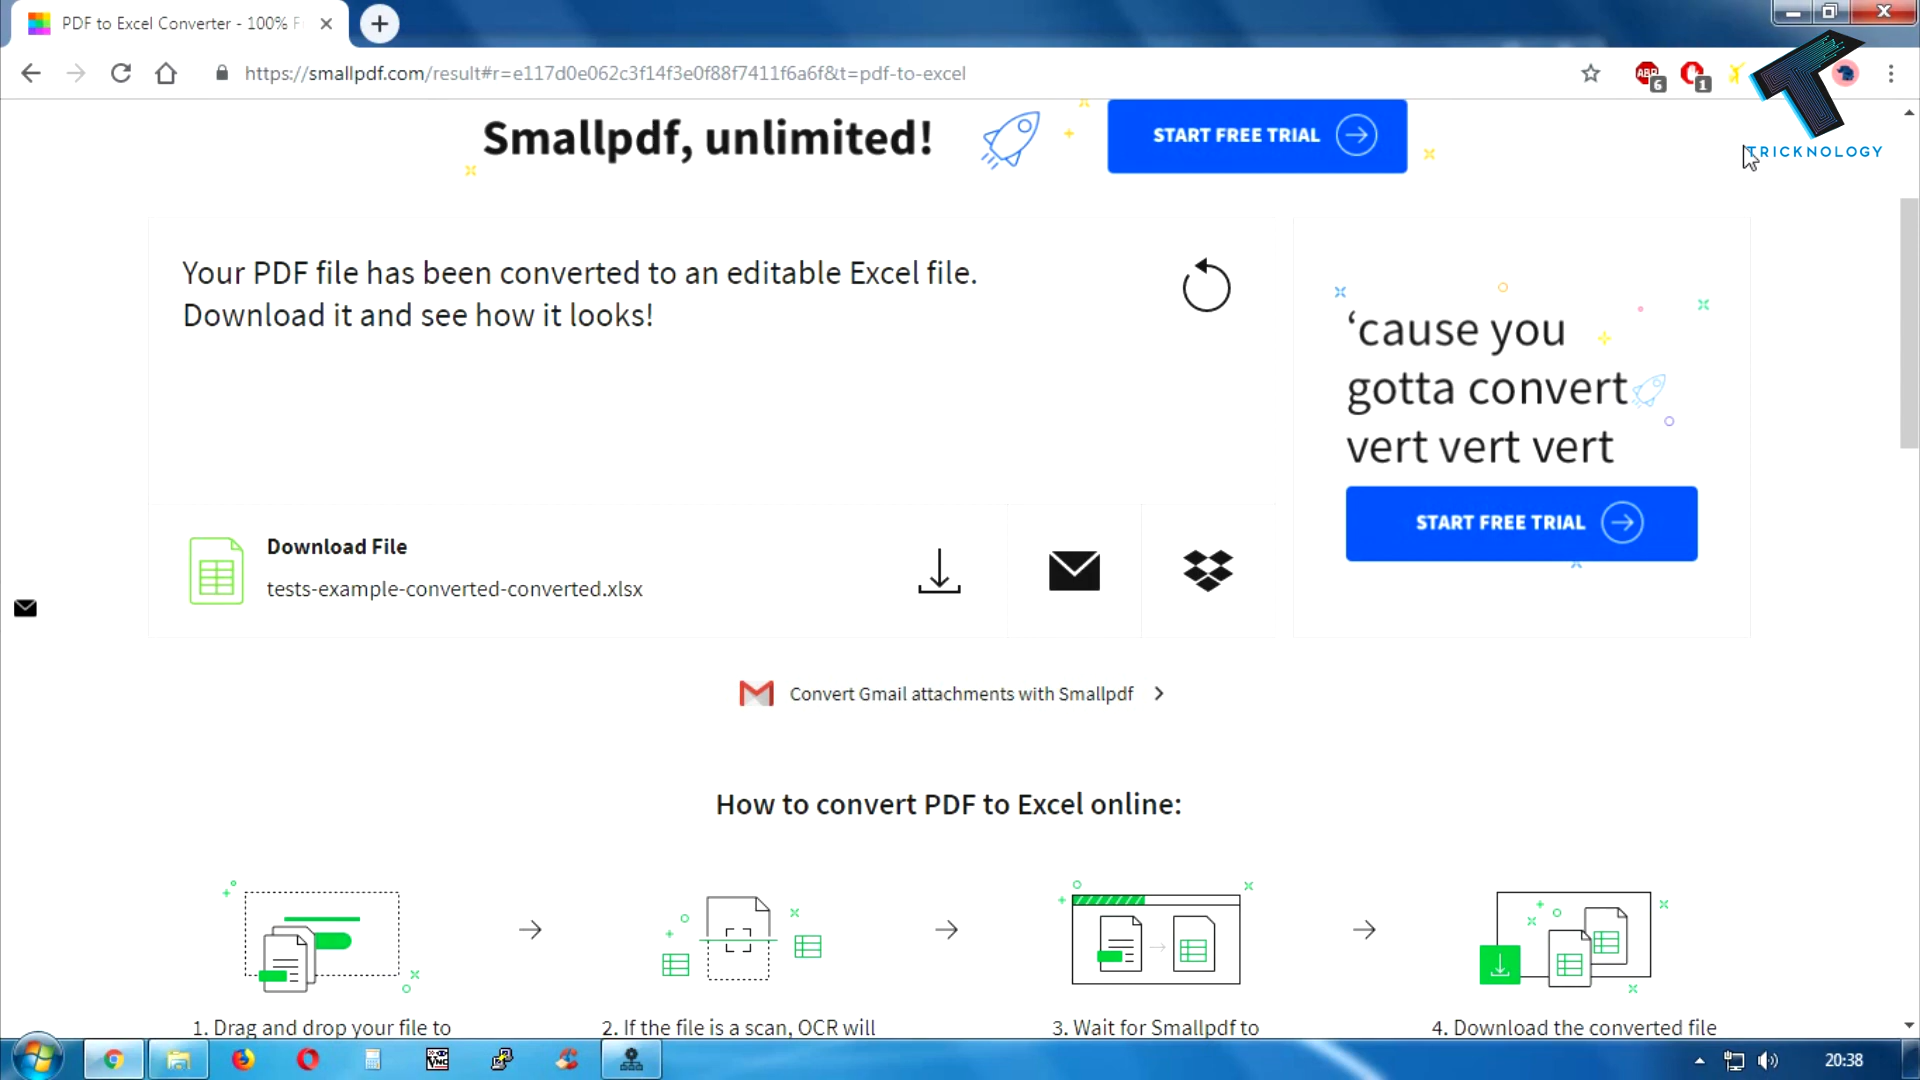 PDF to Excel Converter - 100% F
https://smallpdf.com/result#r=e117d0e062c3f14f3e0f88f7411f6a6f&t=pdf-to-excel
ABP
6
1
TRICKNOLOGY
Smallpdf, unlimited!
START FREE TRIAL
Your PDF file has been converted to an editable Excel file.
Download it and see how it looks!
‘cause you
gotta convert
vert vert vert
START FREE TRIAL
Download File
tests-example-converted-converted.xlsx
Convert Gmail attachments with Smallpdf
How to convert PDF to Excel online:
1. Drag and drop your file to
2. If the file is a scan, OCR will
3. Wait for Smallpdf to
4. Download the converted file
VNC
20:38